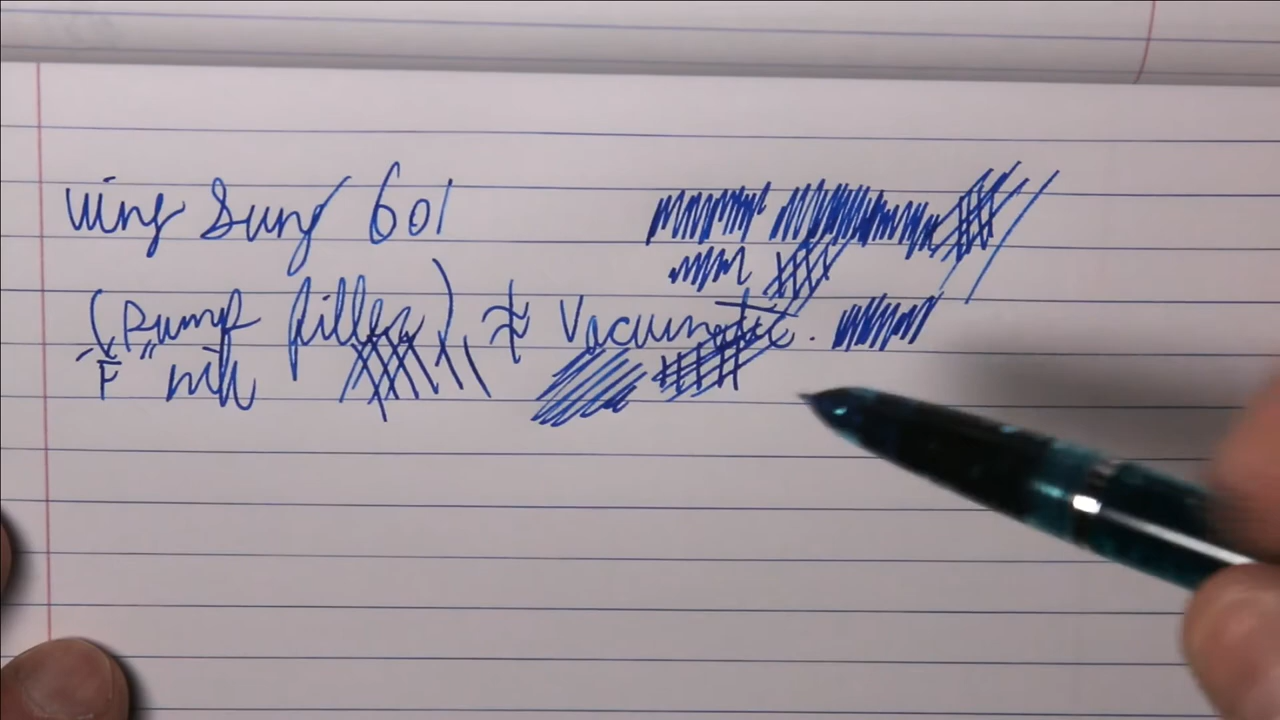 Wing Sung 601
(Pump filler) ≈ Vacumatic.
"F" nib